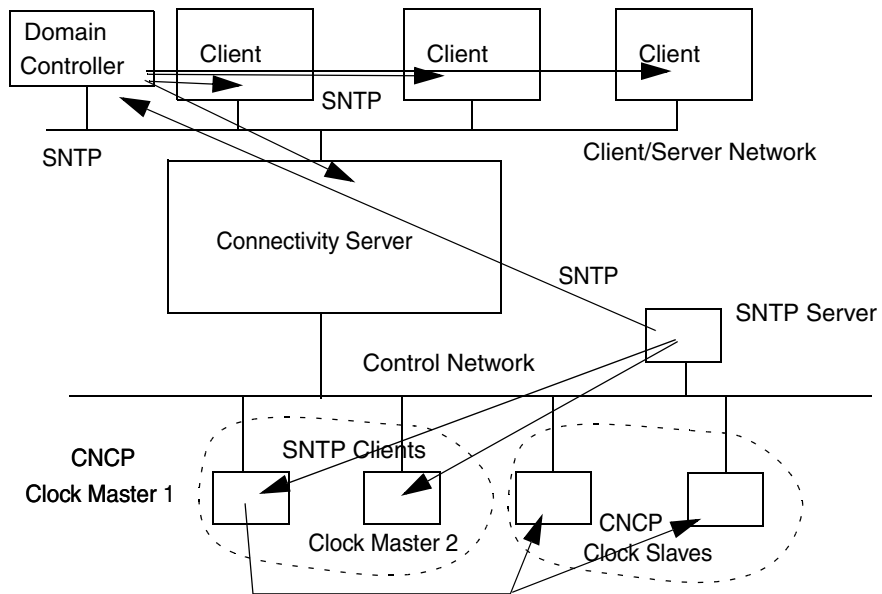 Domain
Controller
Client
Client
Client
SNTP
SNTP
Client/Server Network
Connectivity Server
SNTP
SNTP Server
Control Network
SNTP Clients
CNCP
Clock Master 1
Clock Master 2
CNCP
Clock Slaves